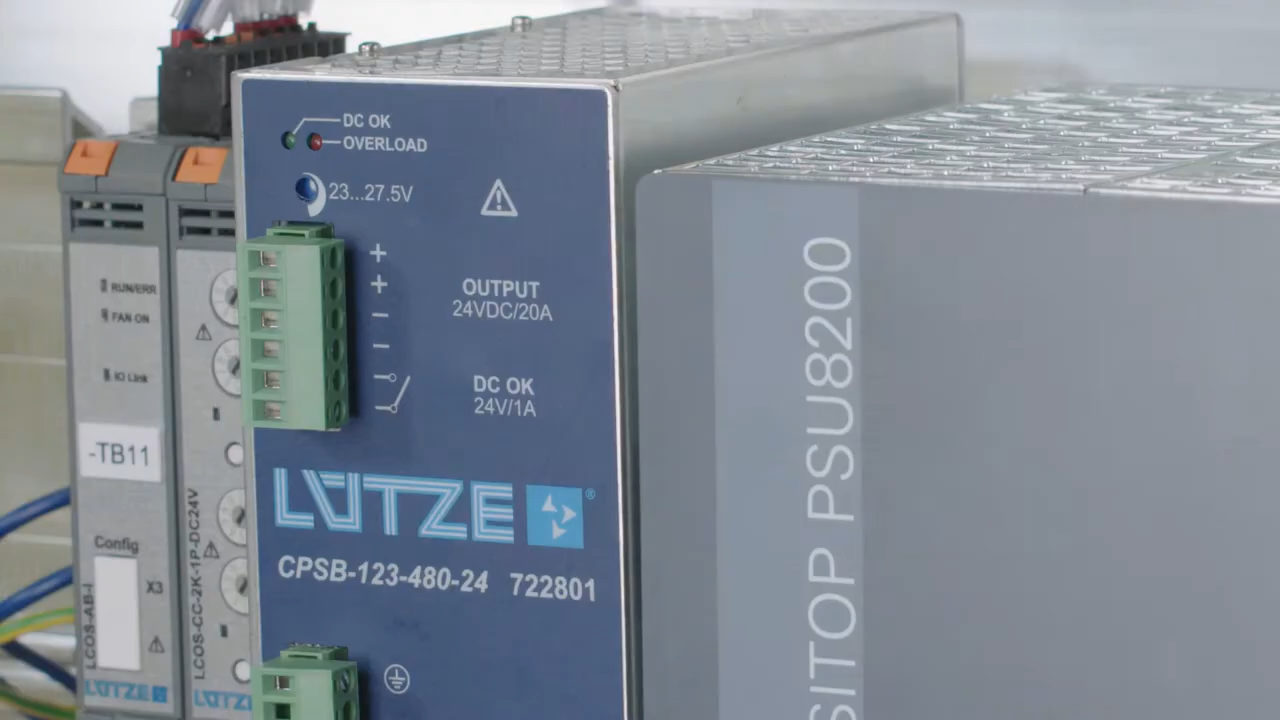 RUN/ERR
FAN ON
IO Link
-TB11
Config
X3
LCOS-AB-I
LÜTZE
LCOS-CC-2K-1P-DC24V
LÜTZE
DC OK
OVERLOAD
23...27.5V
+
+
−
−
OUTPUT
24VDC/20A
DC OK
24V/1A
LÜTZE ®
CPSB-123-480-24 722801
SITOP PSU8200